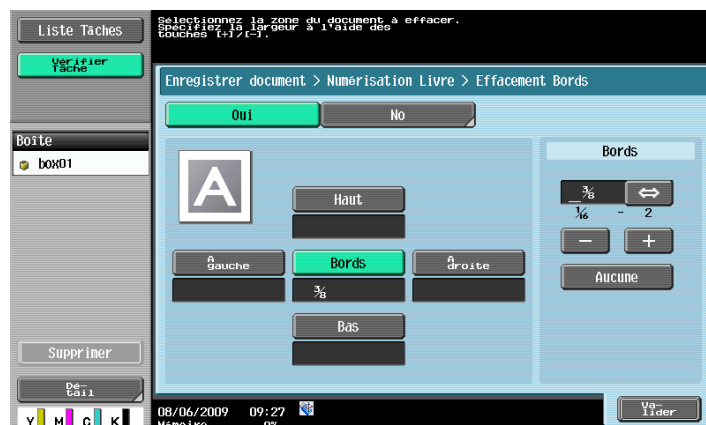 Liste Tâches
Vérifier
Tâche
Sélectionnez la zone du document à effacer.
Spécifiez la largeur à l'aide des
touches [+]/[-].
Enregistrer document > Numérisation Livre > Effacement Bords
Oui
No
Boîte
box01
A
Haut
À
gauche
Bords
À
droite
3/8
Bas
Bords
3/8
1/16 - 2
− +
Aucune
Supprimer
Dé-
tail
Y M C K
08/06/2009 09:27
Mémoire 0%
Va-
lider